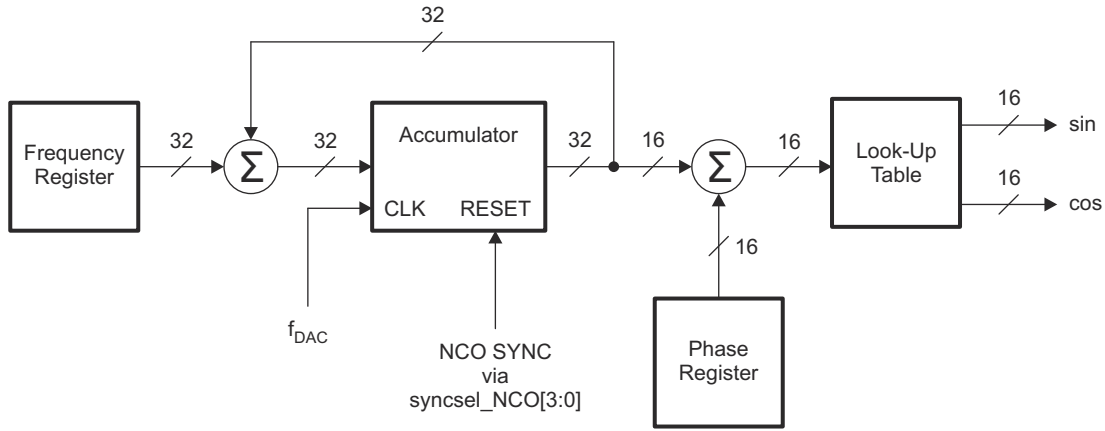 32
Frequency
Register
32
Σ
32
Accumulator
CLK RESET
32
16
Σ
16
Look-Up
Table
16
sin
16
cos
16
f_DAC
NCO SYNC
via
syncsel_NCO[3:0]
Phase
Register